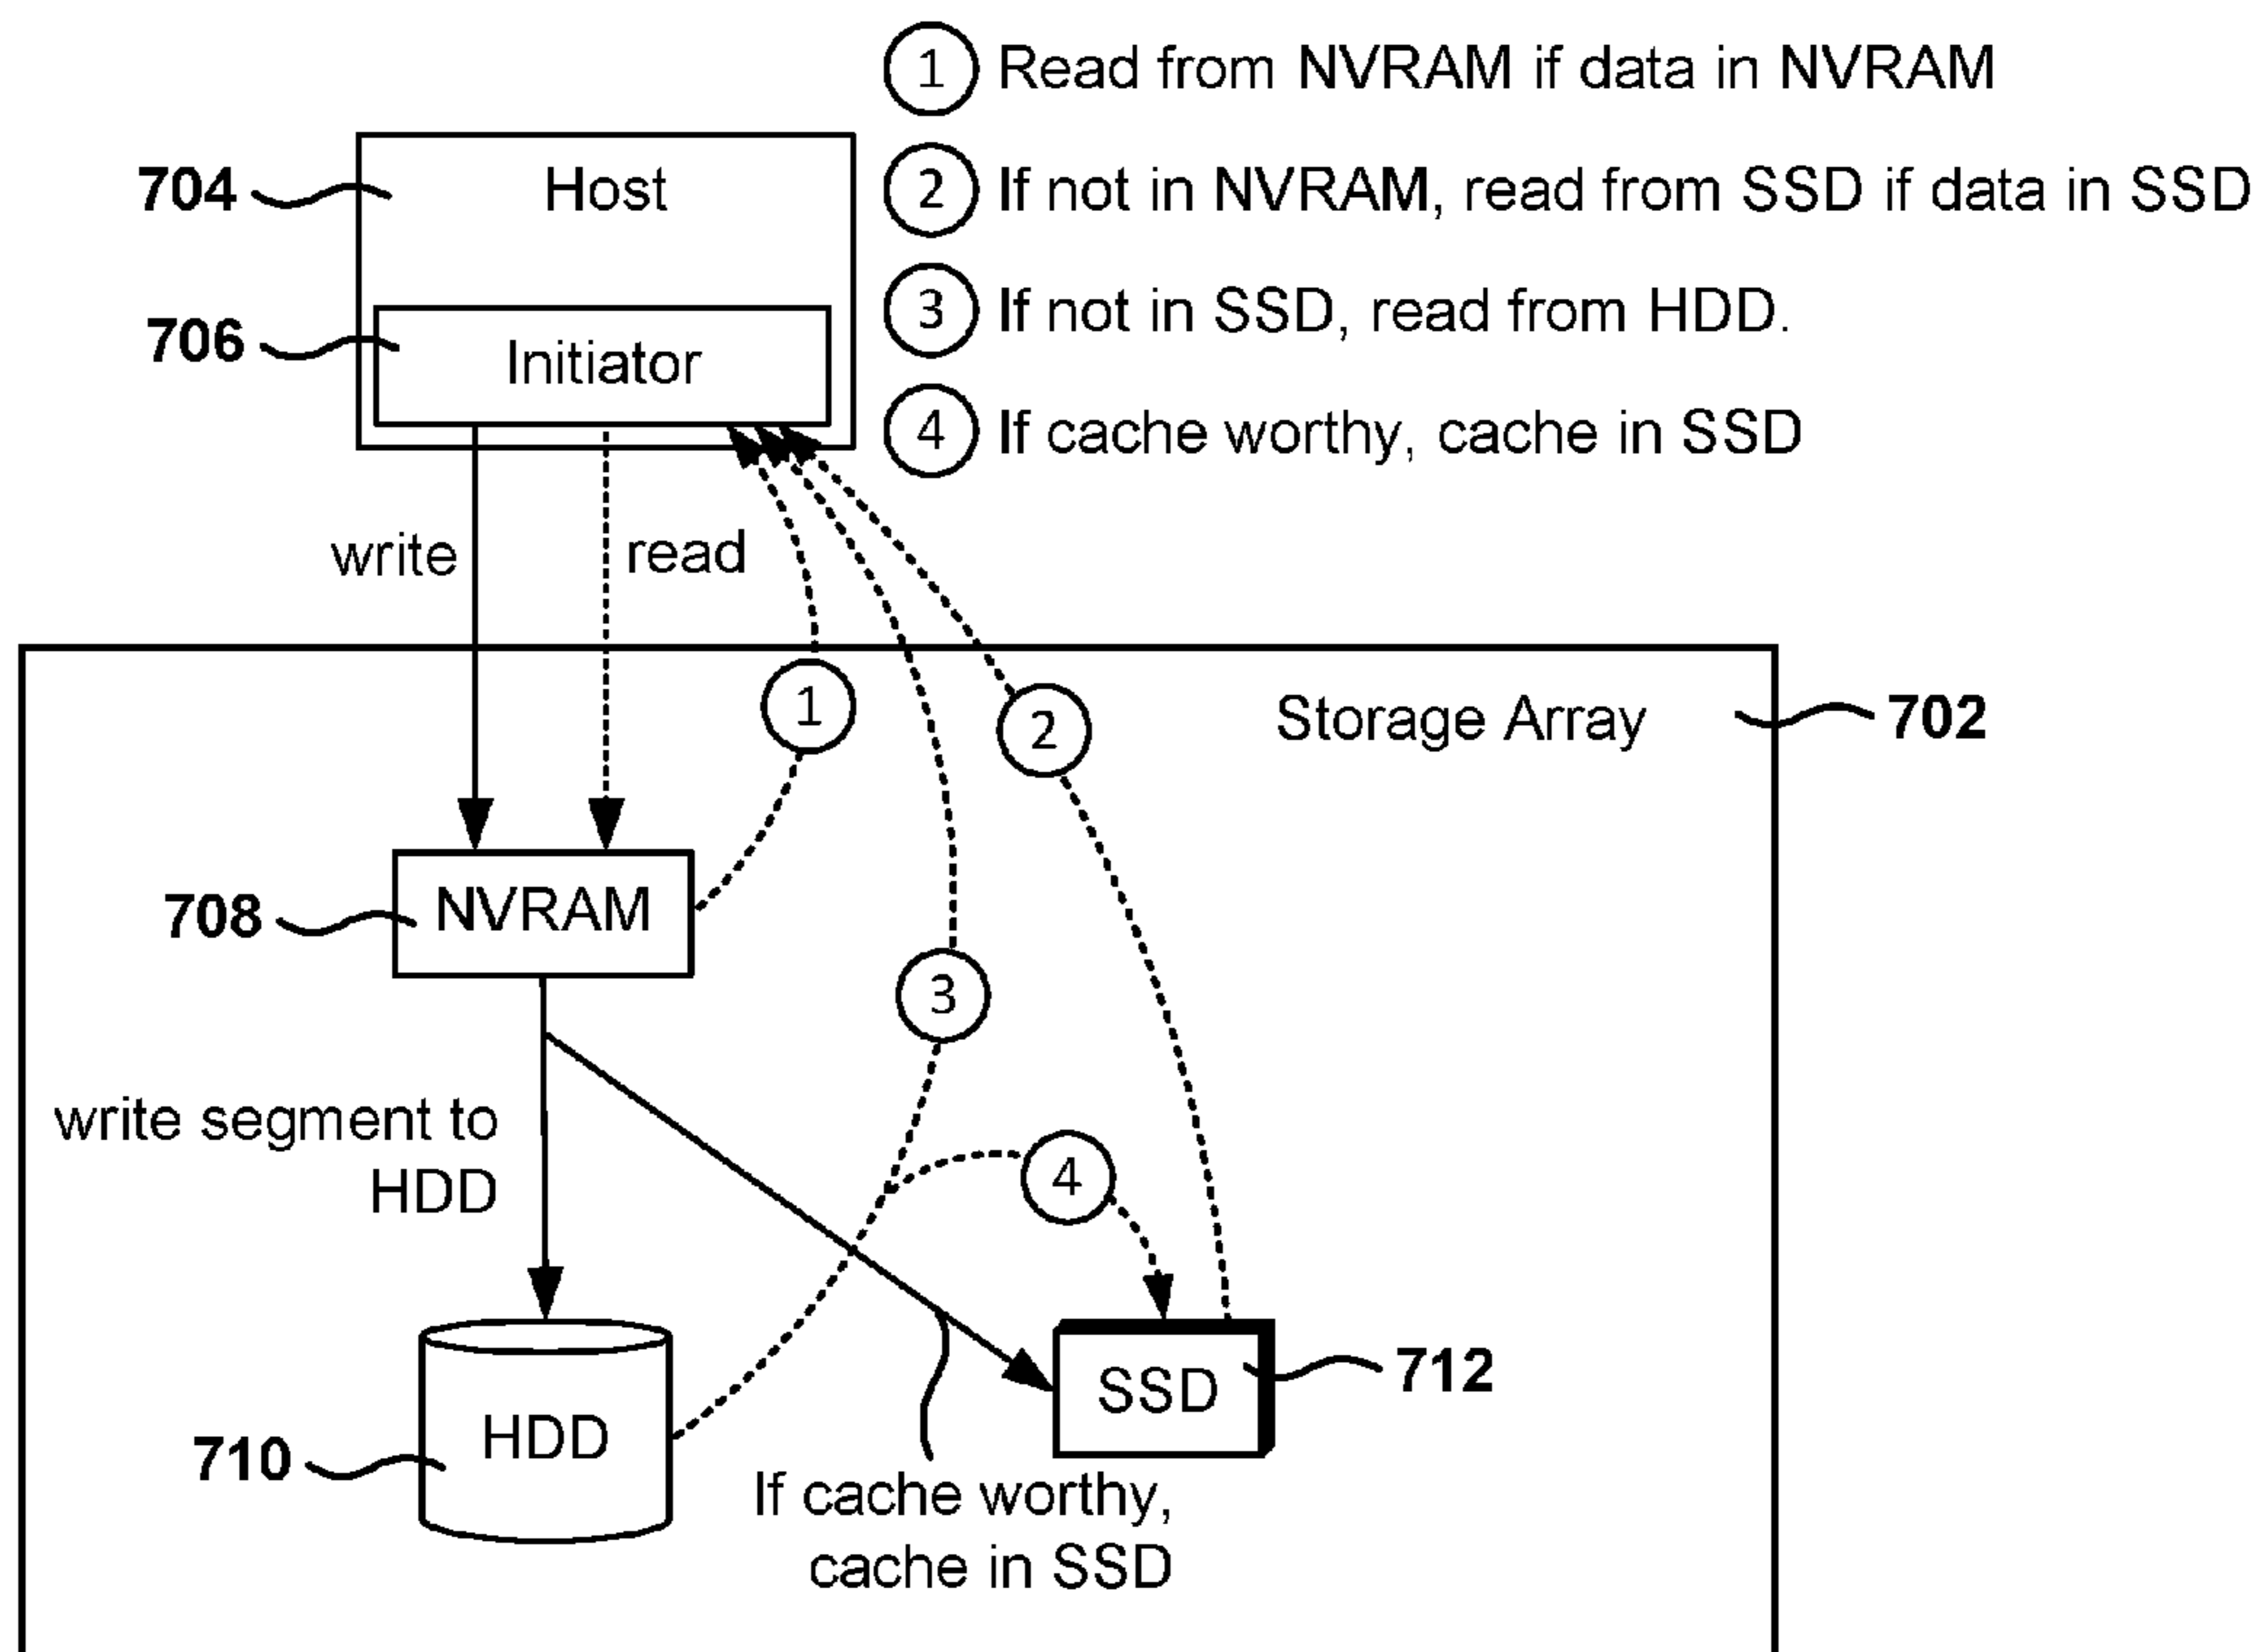 1 Read from NVRAM if data in NVRAM
2 If not in NVRAM, read from SSD if data in SSD
3 If not in SSD, read from HDD.
4 If cache worthy, cache in SSD
704
Host
706
Initiator
write
read
1
2
Storage Array
702
708
NVRAM
3
write segment to
HDD
4
710
HDD
SSD
712
If cache worthy,
cache in SSD